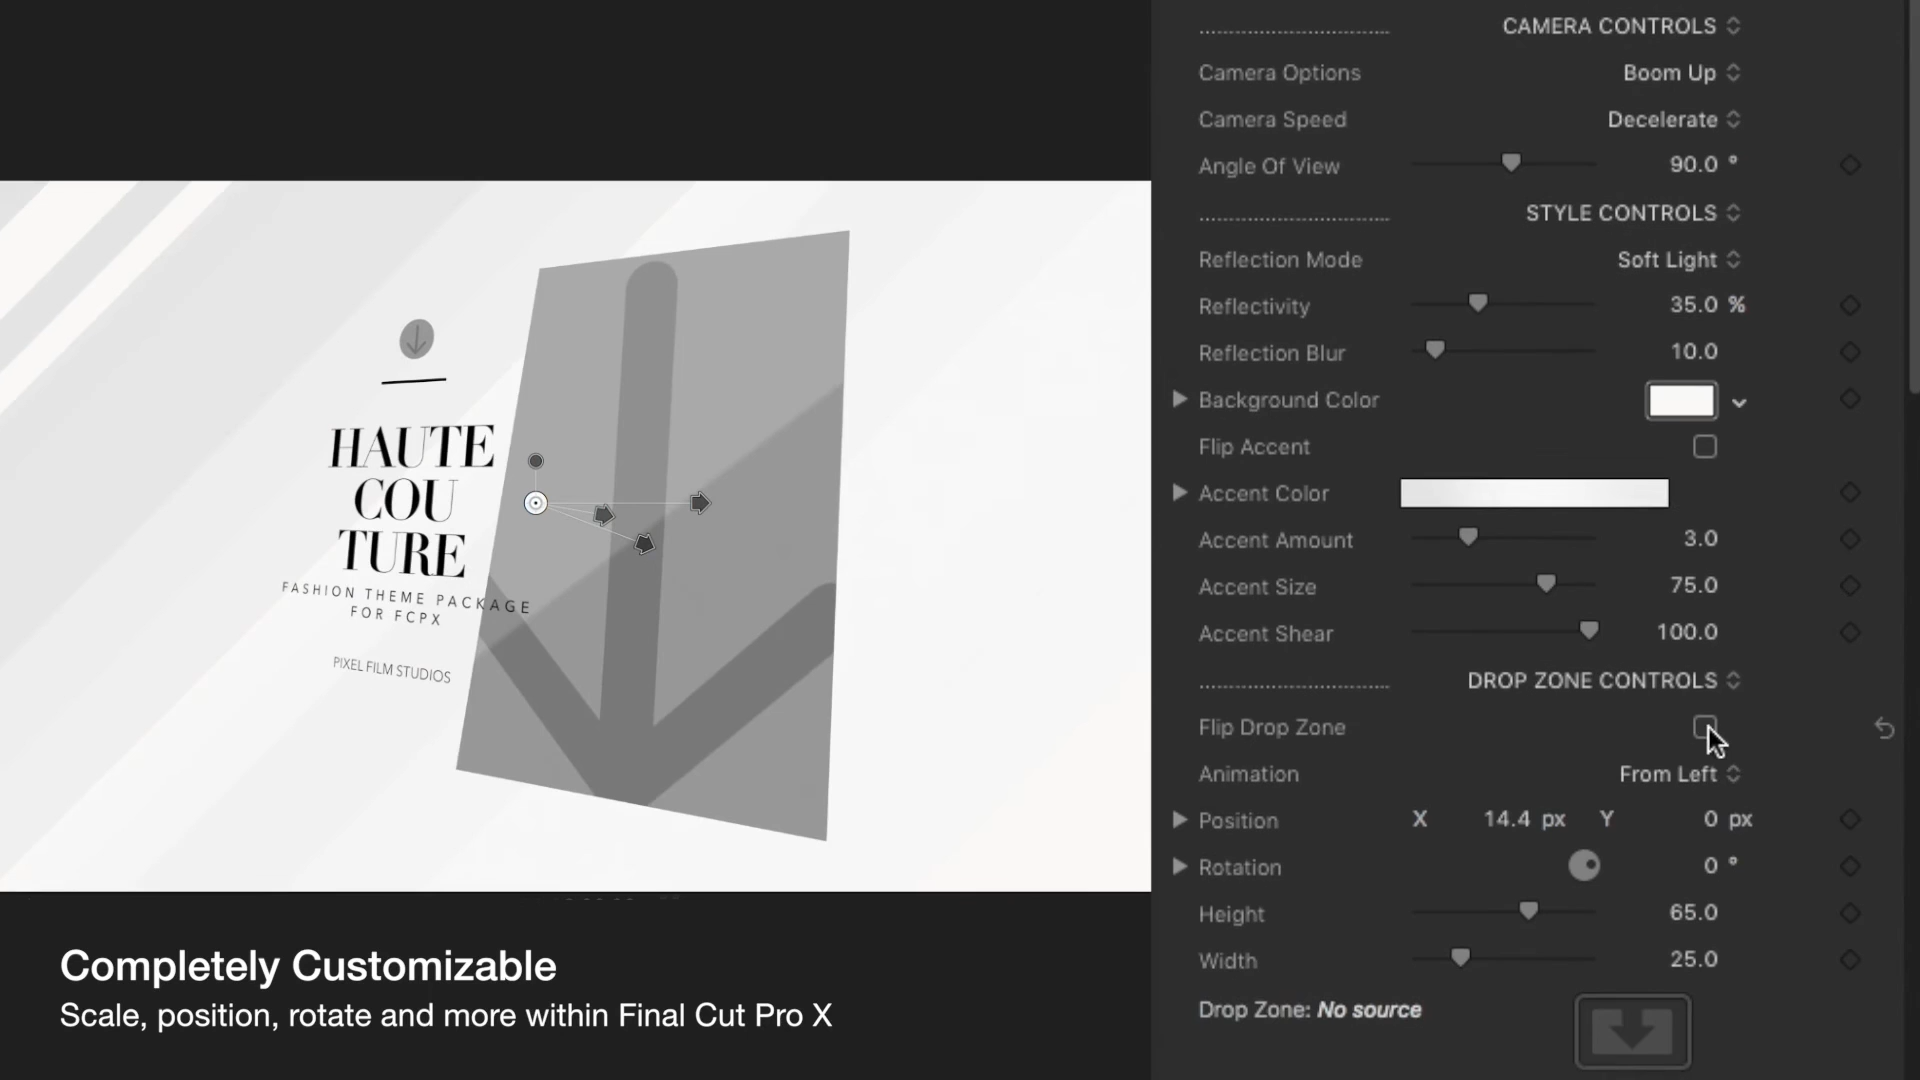 HAUTE
COU
TURE
FASHION THEME PACKAGE
FOR FCPX
PIXEL FILM STUDIOS
Completely Customizable
Scale, position, rotate and more within Final Cut Pro X
CAMERA CONTROLS
Camera Options Boom Up
Camera Speed Decelerate
Angle Of View 90.0 °
STYLE CONTROLS
Reflection Mode Soft Light
Reflectivity 35.0 %
Reflection Blur 10.0
Background Color
Flip Accent
Accent Color
Accent Amount 3.0
Accent Size 75.0
Accent Shear 100.0
DROP ZONE CONTROLS
Flip Drop Zone
Animation From Left
Position X 14.4 px Y 0 px
Rotation 0 °
Height 65.0
Width 25.0
Drop Zone: No source